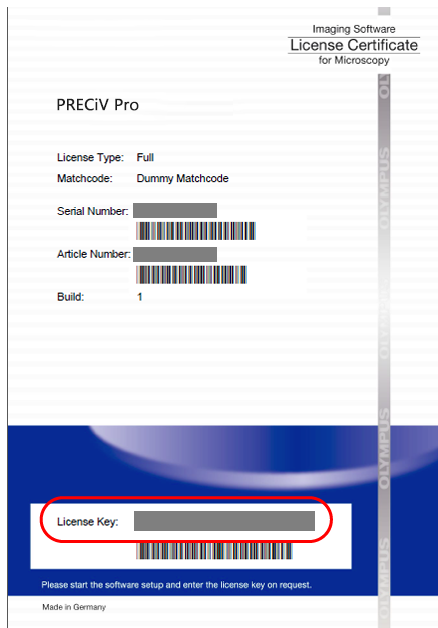 Imaging Software
License Certificate
for Microscopy
PRECiV Pro
License Type: Full
Matchcode: Dummy Matchcode
Serial Number:
Article Number:
Build: 1
License Key:
Please start the software setup and enter the license key on request.
Made in Germany
OLYMPUS
OLYMPUS
OLYMPUS
OLYMPUS
OLYMPUS